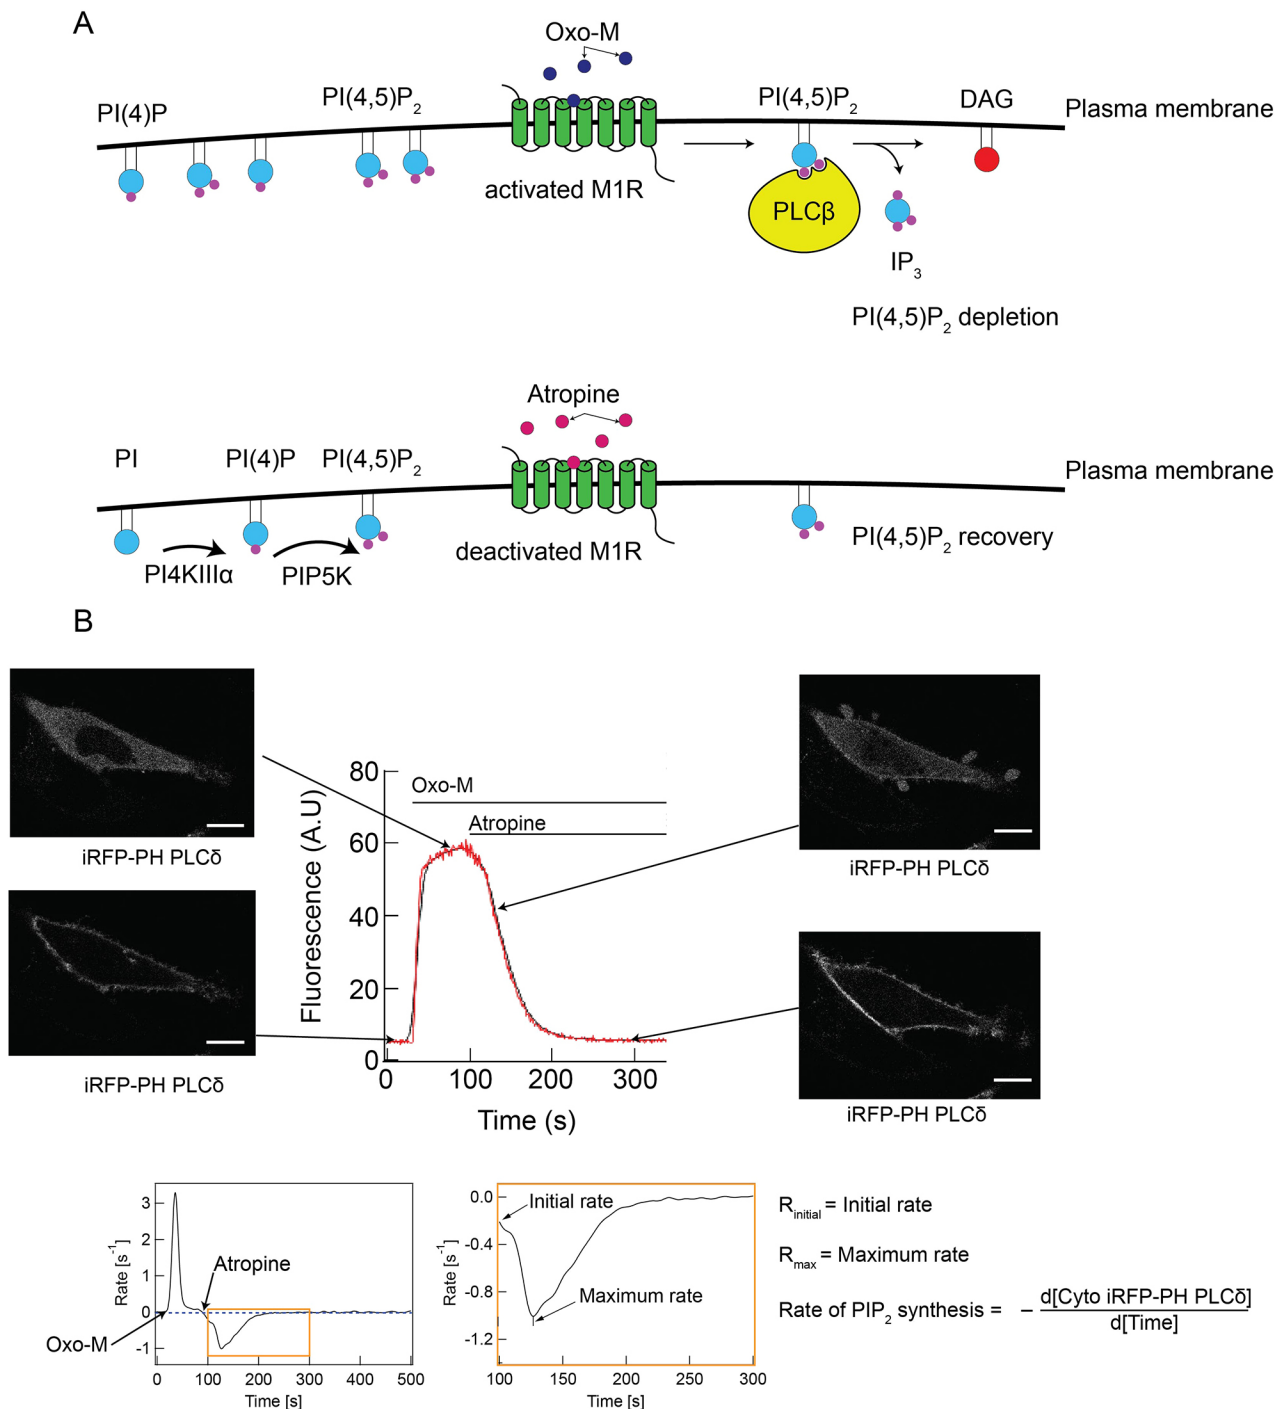 A
Oxo-M
PI(4)P
PI(4,5)P2
PI(4,5)P2
DAG
Plasma membrane
activated M1R
PLCβ
IP3
PI(4,5)P2 depletion
Atropine
PI
PI(4)P
PI(4,5)P2
Plasma membrane
deactivated M1R
PI(4,5)P2 recovery
PI4KIIIα
PIP5K
B
iRFP-PH PLCδ
iRFP-PH PLCδ
Fluorescence (A.U)
80
60
40
20
0
Oxo-M
Atropine
0 100 200 300
Time (s)
iRFP-PH PLCδ
iRFP-PH PLCδ
Rate [s-1]
3
2
1
0
-1
Atropine
Oxo-M
0 100 200 300 400 500
Time [s]
Rate [s-1]
0.0
-0.4
-0.8
-1.2
Initial rate
Maximum rate
100 150 200 250 300
Time [s]
Rinitial = Initial rate
Rmax = Maximum rate
Rate of PIP2 synthesis = - d[Cyto iRFP-PH PLCδ]
d[Time]